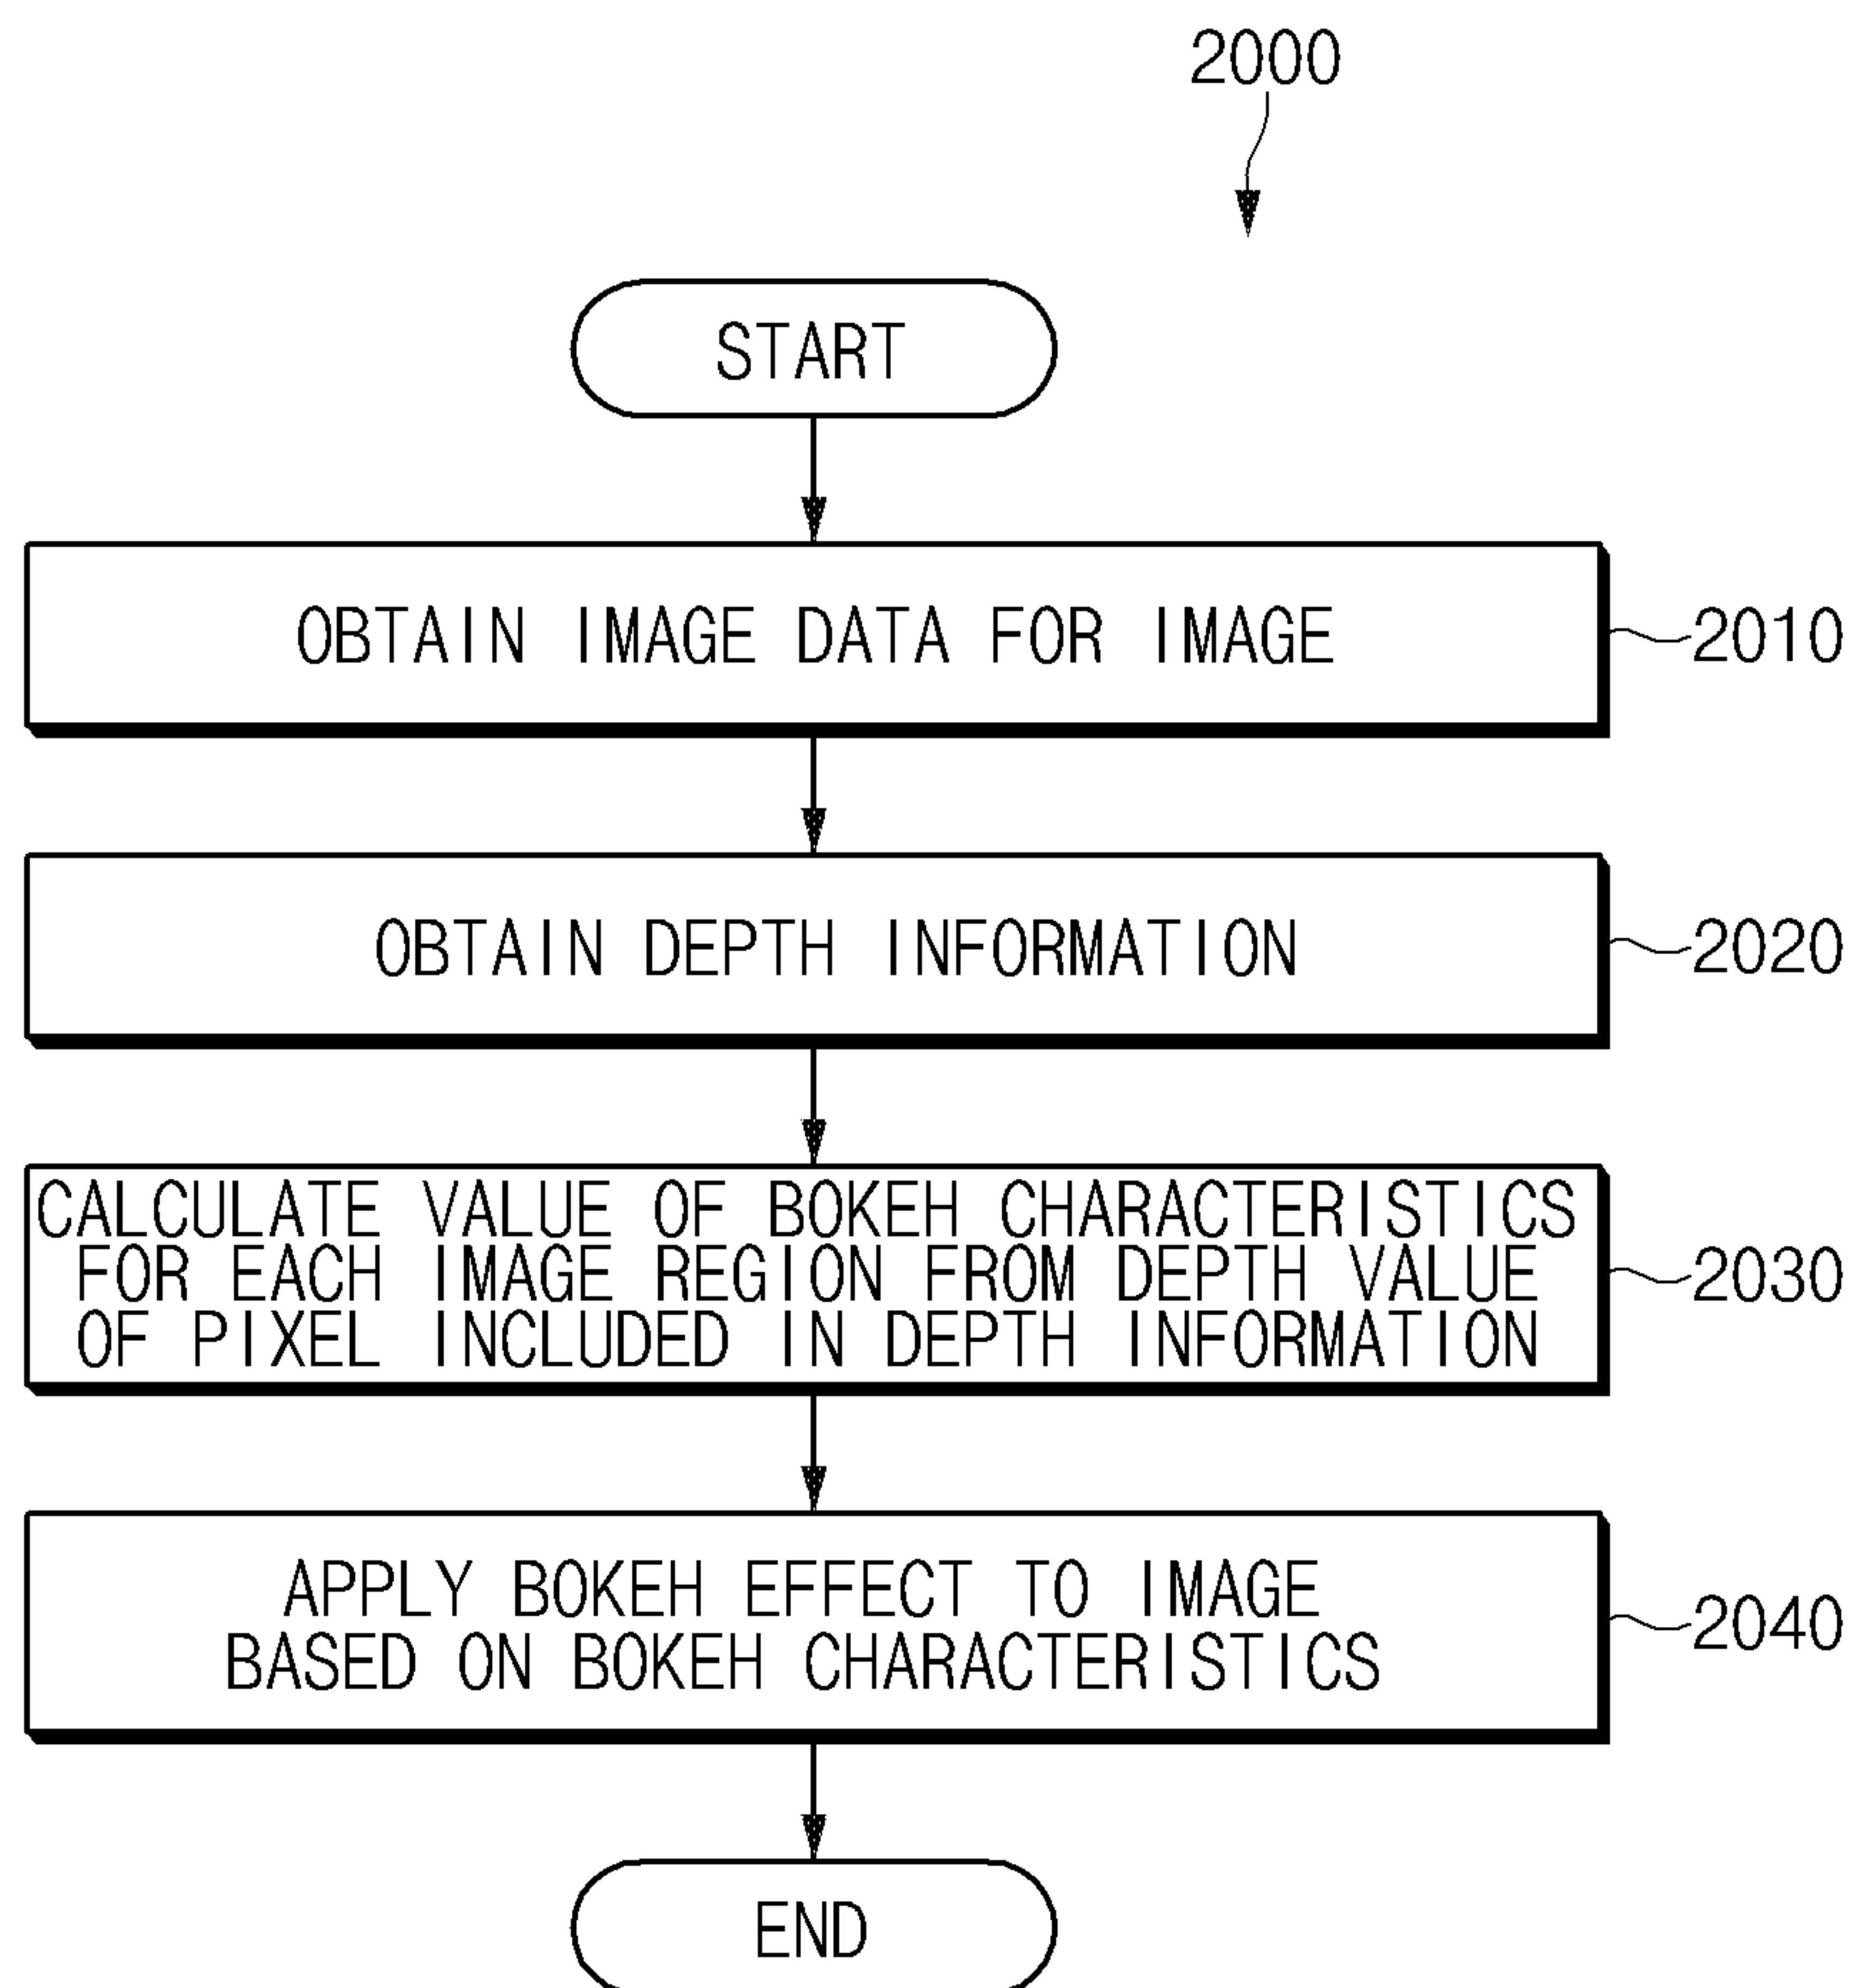 2000
START
OBTAIN IMAGE DATA FOR IMAGE
2010
OBTAIN DEPTH INFORMATION
2020
CALCULATE VALUE OF BOKEH CHARACTERISTICS
FOR EACH IMAGE REGION FROM DEPTH VALUE
OF PIXEL INCLUDED IN DEPTH INFORMATION
2030
APPLY BOKEH EFFECT TO IMAGE
BASED ON BOKEH CHARACTERISTICS
2040
END